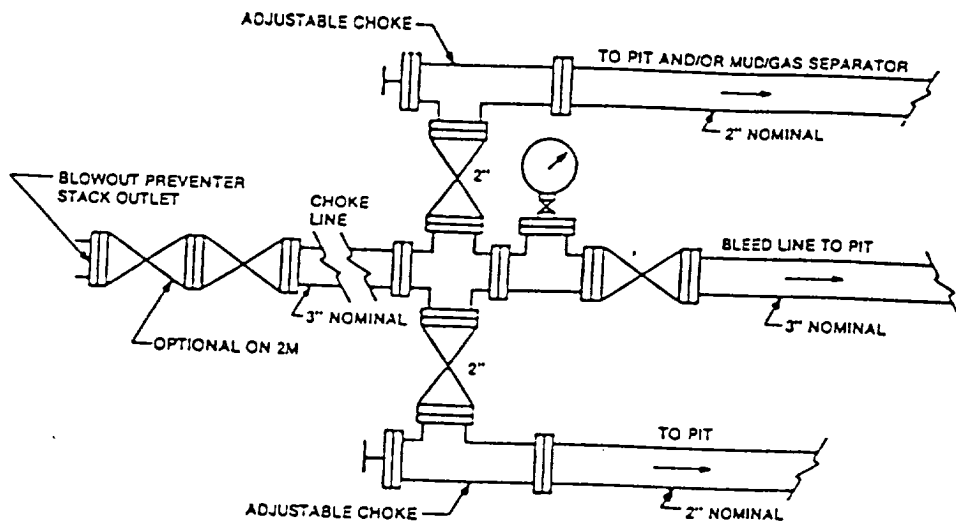 ADJUSTABLE CHOKE
TO PIT AND/OR MUD/GAS SEPARATOR
2" NOMINAL
2"
BLOWOUT PREVENTER
STACK OUTLET
CHOKE
LINE
BLEED LINE TO PIT
3" NOMINAL
3" NOMINAL
OPTIONAL ON 2M
2"
TO PIT
ADJUSTABLE CHOKE
2" NOMINAL